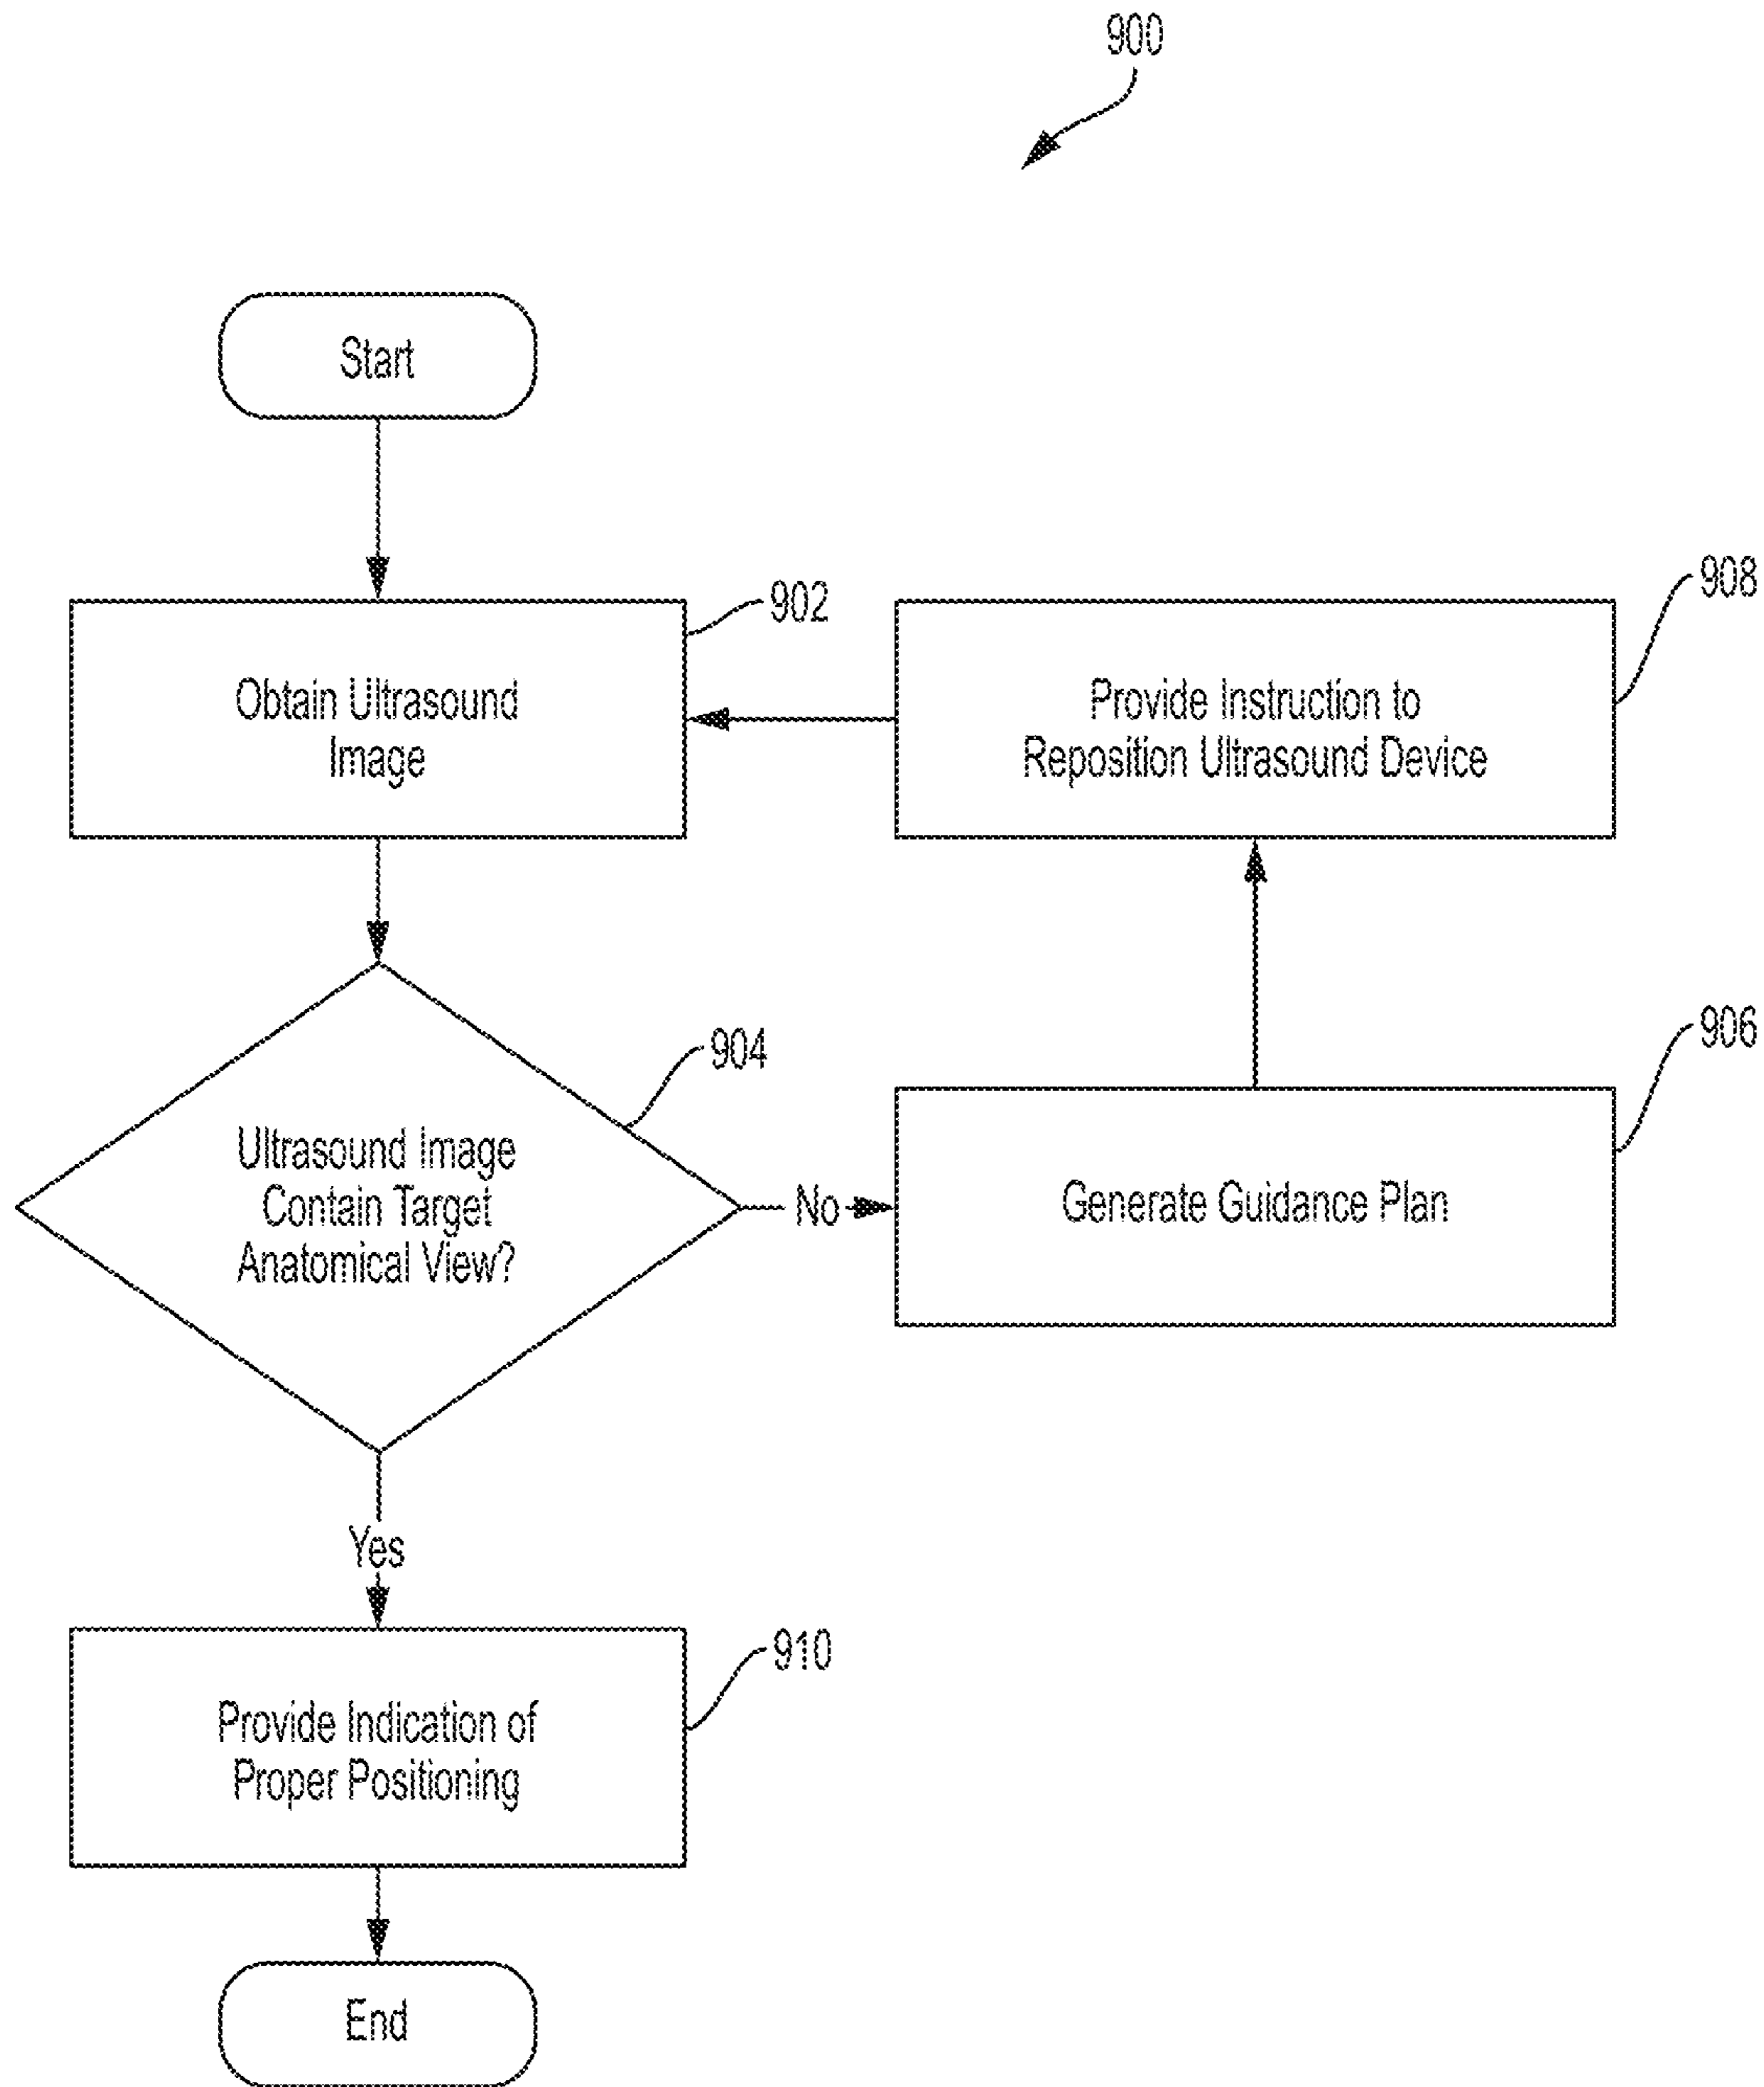 900
Start
902
Obtain Ultrasound
Image
908
Provide Instruction to
Reposition Ultrasound Device
904
Ultrasound Image
Contain Target
Anatomical View?
No
906
Generate Guidance Plan
Yes
910
Provide Indication of
Proper Positioning
End